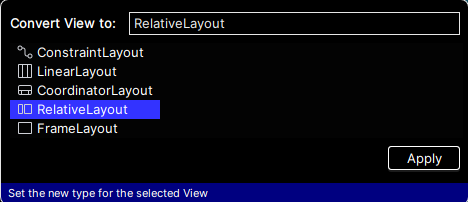 Convert View to: RelativeLayout
ConstraintLayout
LinearLayout
CoordinatorLayout
RelativeLayout
FrameLayout
Apply
Set the new type for the selected View